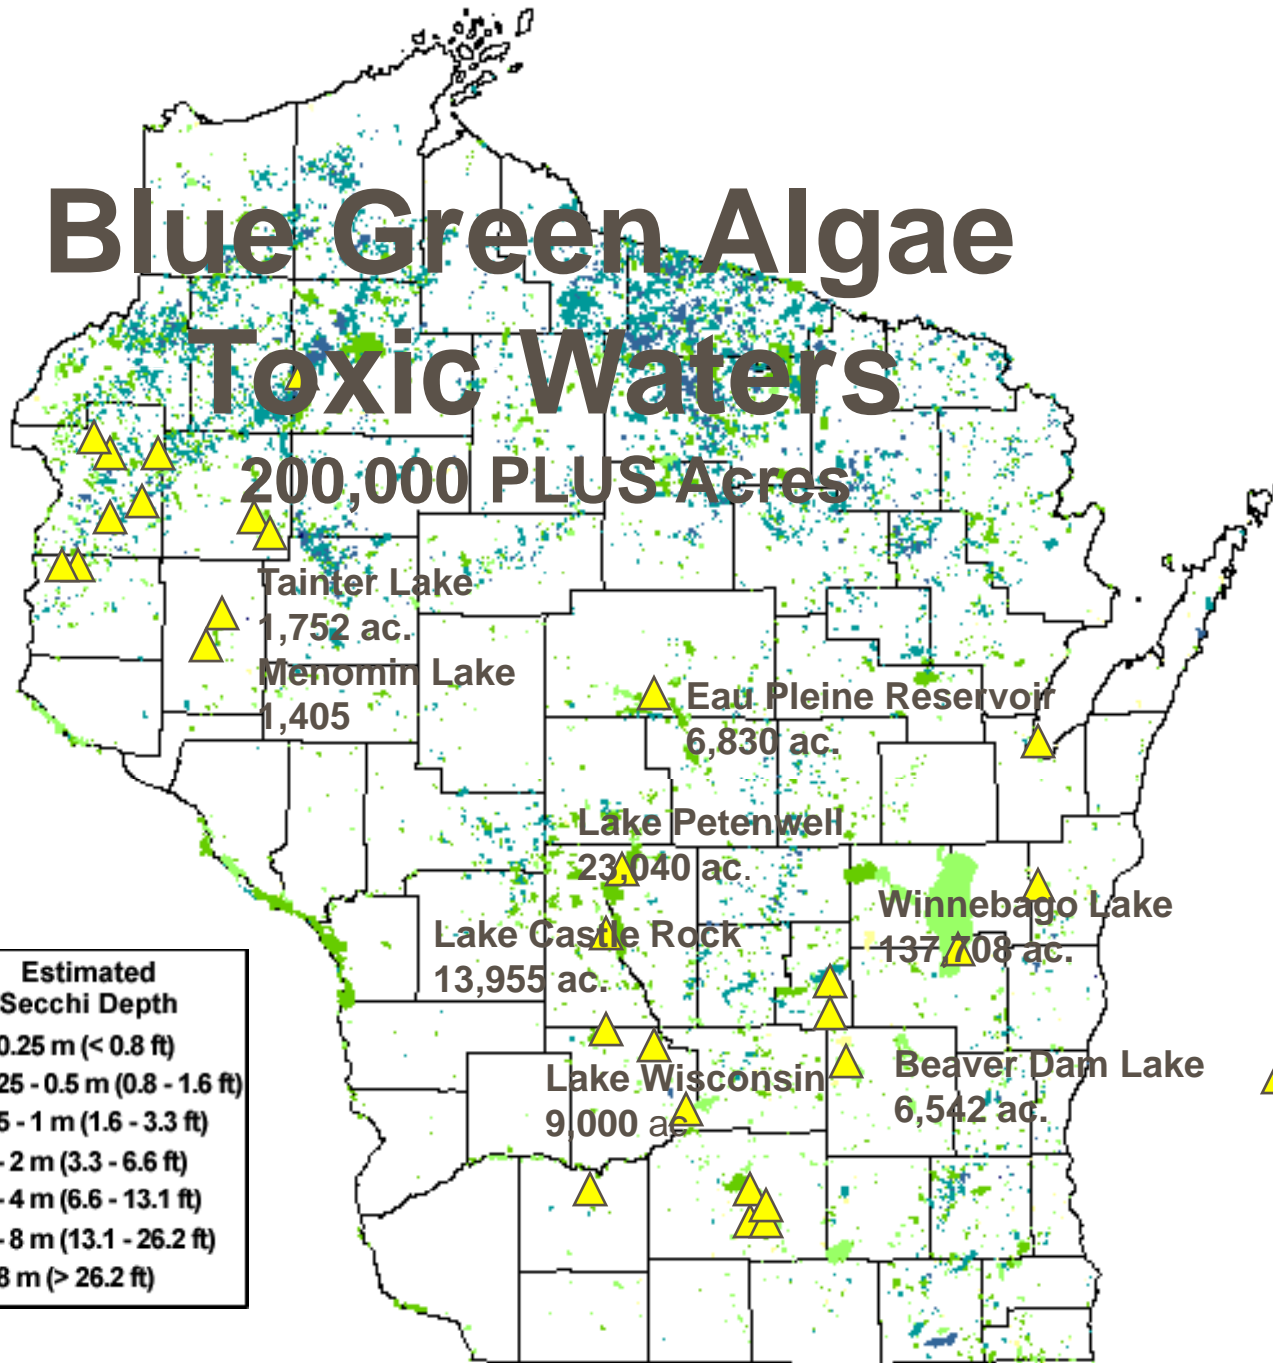 Blue Green Algae
Toxic Waters
200,000 PLUS Acres
Tainter Lake
1,752 ac.
Menomin Lake
1,405
Eau Pleine Reservoir
6,830 ac.
Lake Petenwell
23,040 ac.
Winnebago Lake
137,708 ac.
Lake Castle Rock
13,955 ac.
Lake Wisconsin
9,000 ac
Beaver Dam Lake
6,542 ac.
Estimated
Secchi Depth
0.25 m (< 0.8 ft)
25 - 0.5 m (0.8 - 1.6 ft)
5 - 1 m (1.6 - 3.3 ft)
- 2 m (3.3 - 6.6 ft)
- 4 m (6.6 - 13.1 ft)
- 8 m (13.1 - 26.2 ft)
8 m (> 26.2 ft)